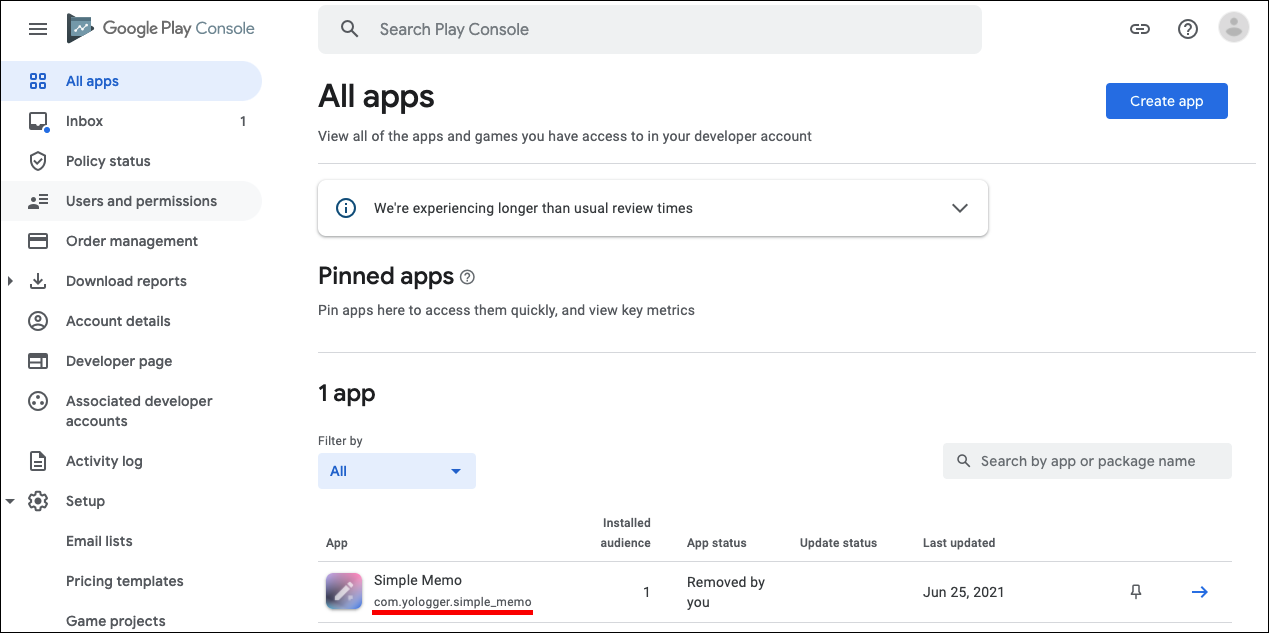 Google Play Console
Search Play Console
All apps
Inbox 1
Policy status
Users and permissions
Order management
Download reports
Account details
Developer page
Associated developer
accounts
Activity log
Setup
Email lists
Pricing templates
Game projects
All apps
Create app
View all of the apps and games you have access to in your developer account
We're experiencing longer than usual review times
Pinned apps
Pin apps here to access them quickly, and view key metrics
1 app
Filter by
All
Search by app or package name
App
Installed
audience
App status
Update status
Last updated
Simple Memo
com.yologger.simple_memo
1
Removed by
you
Jun 25, 2021